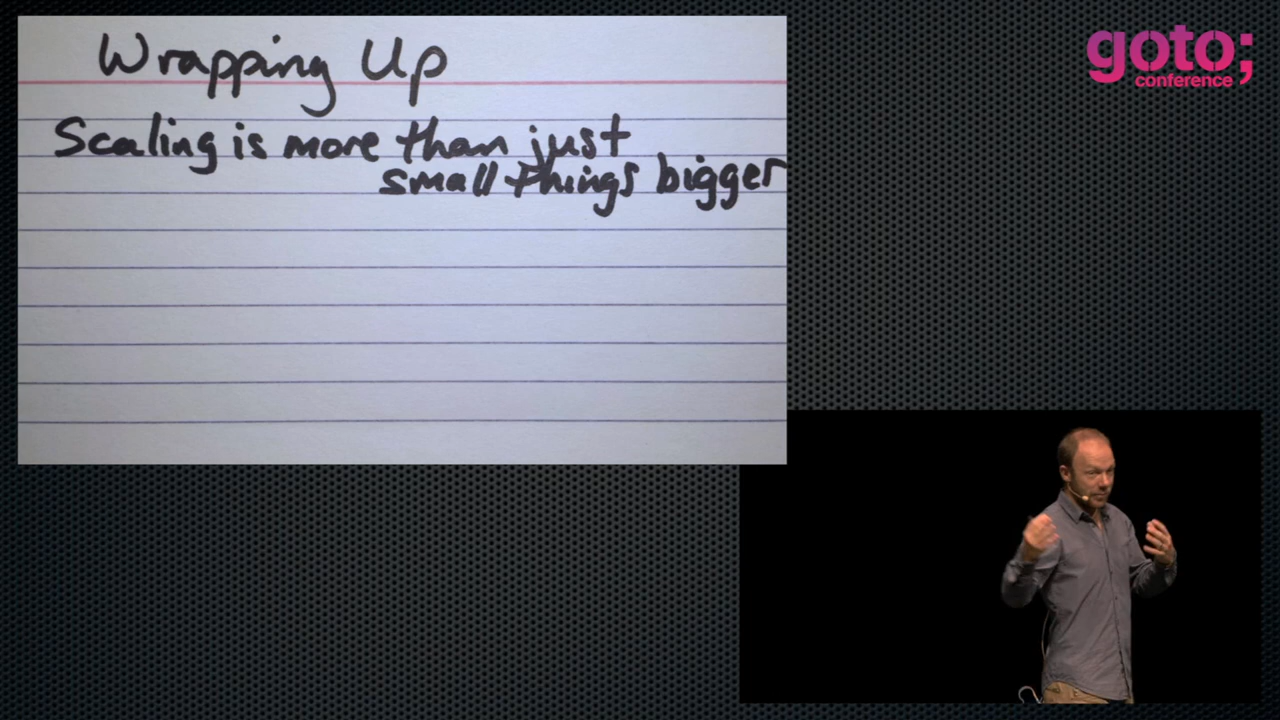 Wrapping Up
Scaling is more than just
small things bigger
goto;
conference